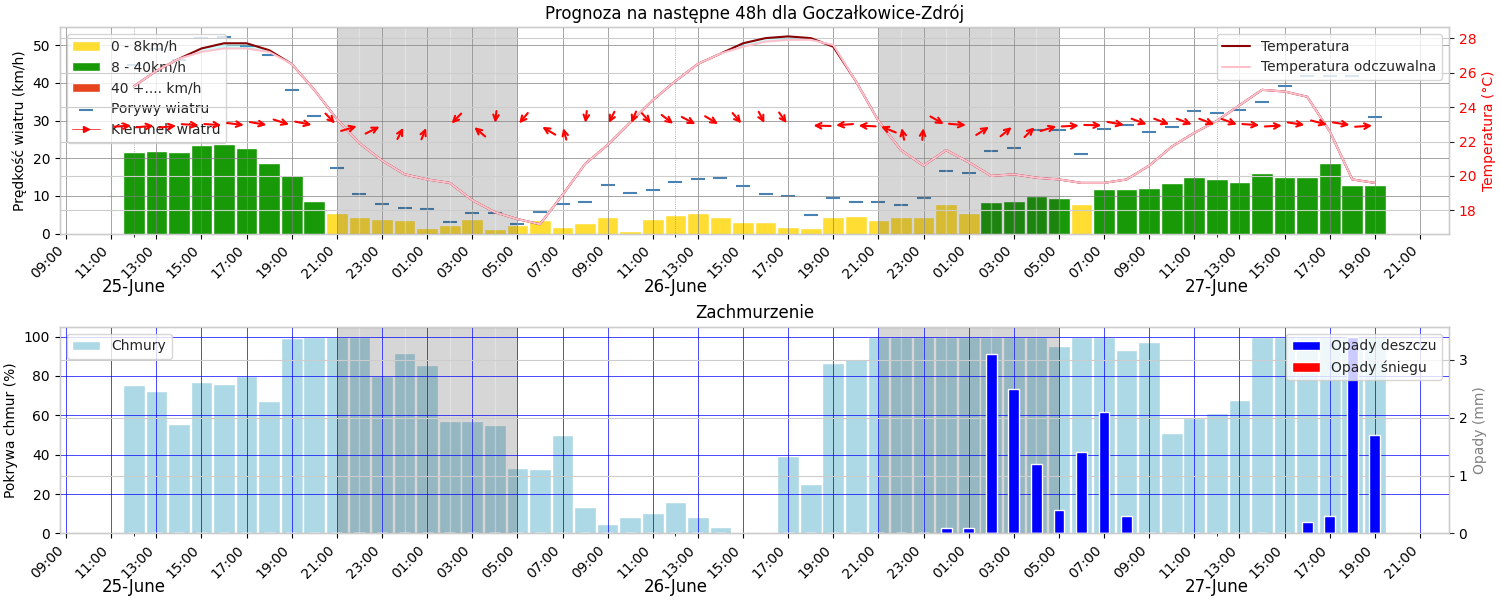 Prognoza na następne 48h dla Goczałkowice-Zdrój
Prędkość wiatru (km/h)
50
40
30
20
10
0
0 - 8km/h
8 - 40km/h
40 +.... km/h
Porywy wiatru
Kierunek wiatru
Temperatura
Temperatura odczuwalna
28
26
24
22
20
18
Temperatura (°C)
09:00 11:00 13:00 15:00 17:00 19:00 21:00 23:00 01:00 03:00 05:00 07:00 09:00 11:00 13:00 15:00 17:00 19:00 21:00 23:00 01:00 03:00 05:00 07:00 09:00 11:00 13:00 15:00 17:00 19:00 21:00
25-June 26-June 27-June
Zachmurzenie
Pokrywa chmur (%)
100
80
60
40
20
0
Chmury
Opady deszczu
Opady śniegu
3
2
1
0
Opady (mm)
09:00 11:00 13:00 15:00 17:00 19:00 21:00 23:00 01:00 03:00 05:00 07:00 09:00 11:00 13:00 15:00 17:00 19:00 21:00 23:00 01:00 03:00 05:00 07:00 09:00 11:00 13:00 15:00 17:00 19:00 21:00
25-June 26-June 27-June